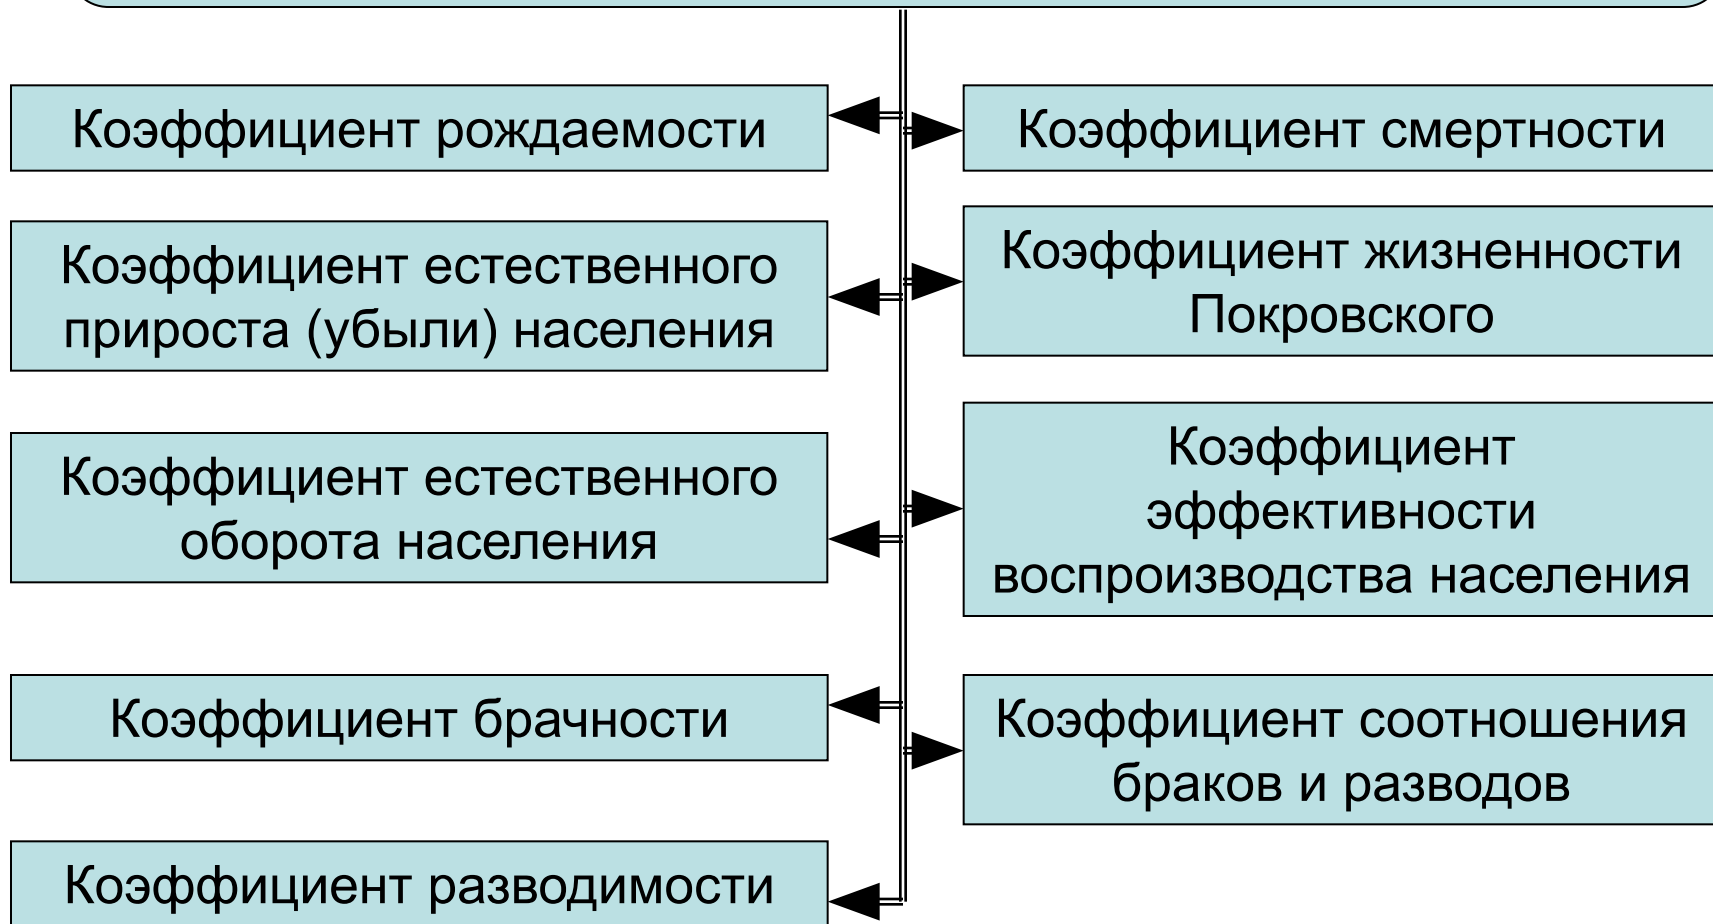 Коэффициент рождаемости
Коэффициент смертности
Коэффициент естественного
прироста (убыли) населения
Коэффициент жизненности
Покровского
Коэффициент естественного
оборота населения
Коэффициент
эффективности
воспроизводства населения
Коэффициент брачности
Коэффициент соотношения
браков и разводов
Коэффициент разводимости